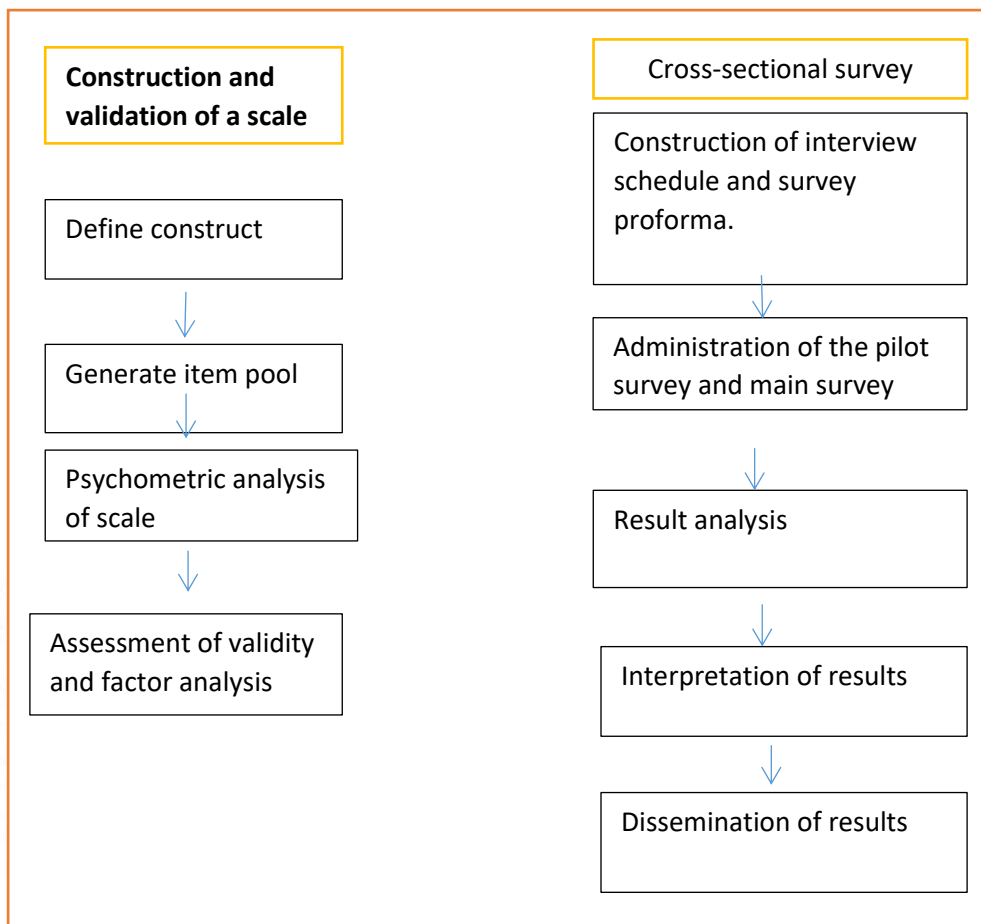 Construction and
validation of a scale
Define construct
Generate item pool
Psychometric analysis
of scale
Assessment of validity
and factor analysis
Cross-sectional survey
Construction of interview
schedule and survey
proforma.
Administration of the pilot
survey and main survey
Result analysis
Interpretation of results
Dissemination of results